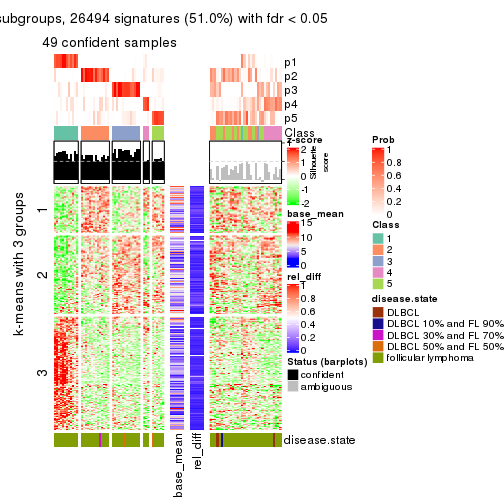 subgroups, 26494 signatures (51.0%) with fdr < 0.05
49 confident samples
p1
p2
p3
p4
p5
Class
z-score
2
1
0
-1
-2
Silhouette
score
1
base_mean
15
10
5
0
rel_diff
1
0.8
0.6
0.4
0.2
0
Status (barplots)
confident
ambiguous
Prob
1
0.8
0.6
0.4
0.2
0
Class
1
2
3
4
5
disease.state
DLBCL
DLBCL 10% and FL 90%
DLBCL 30% and FL 70%
DLBCL 50% and FL 50%
follicular lymphoma
k-means with 3 groups
1
2
3
disease.state
base_mean
rel_diff